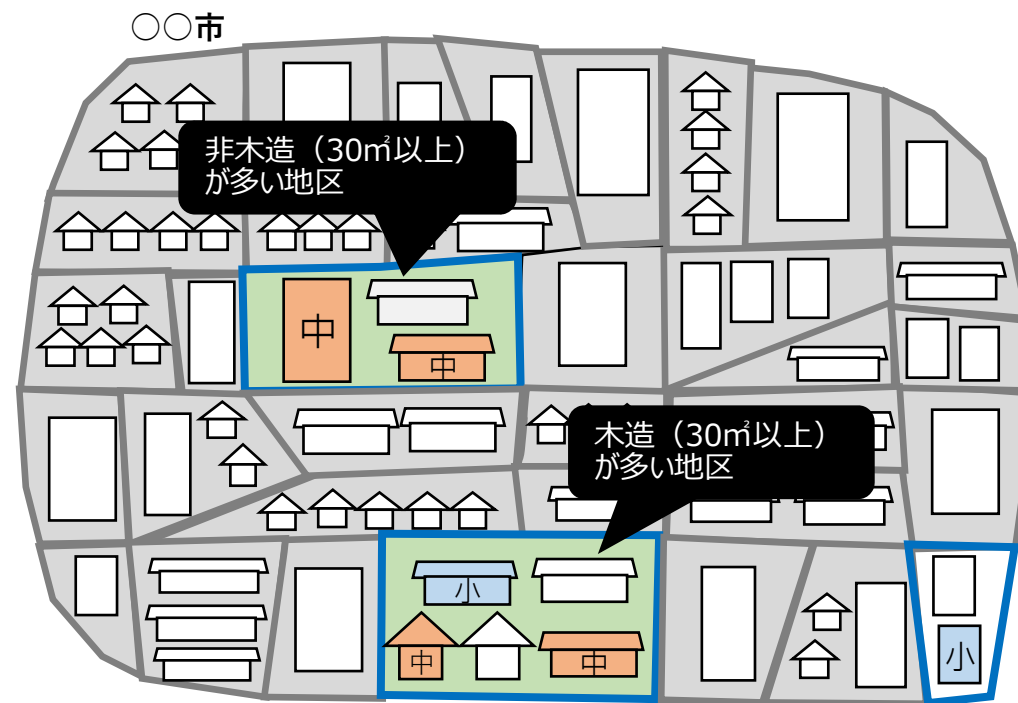 ○○市
非木造（30㎡以上）
が多い地区
中
中
木造（30㎡以上）
が多い地区
小
中
中
小